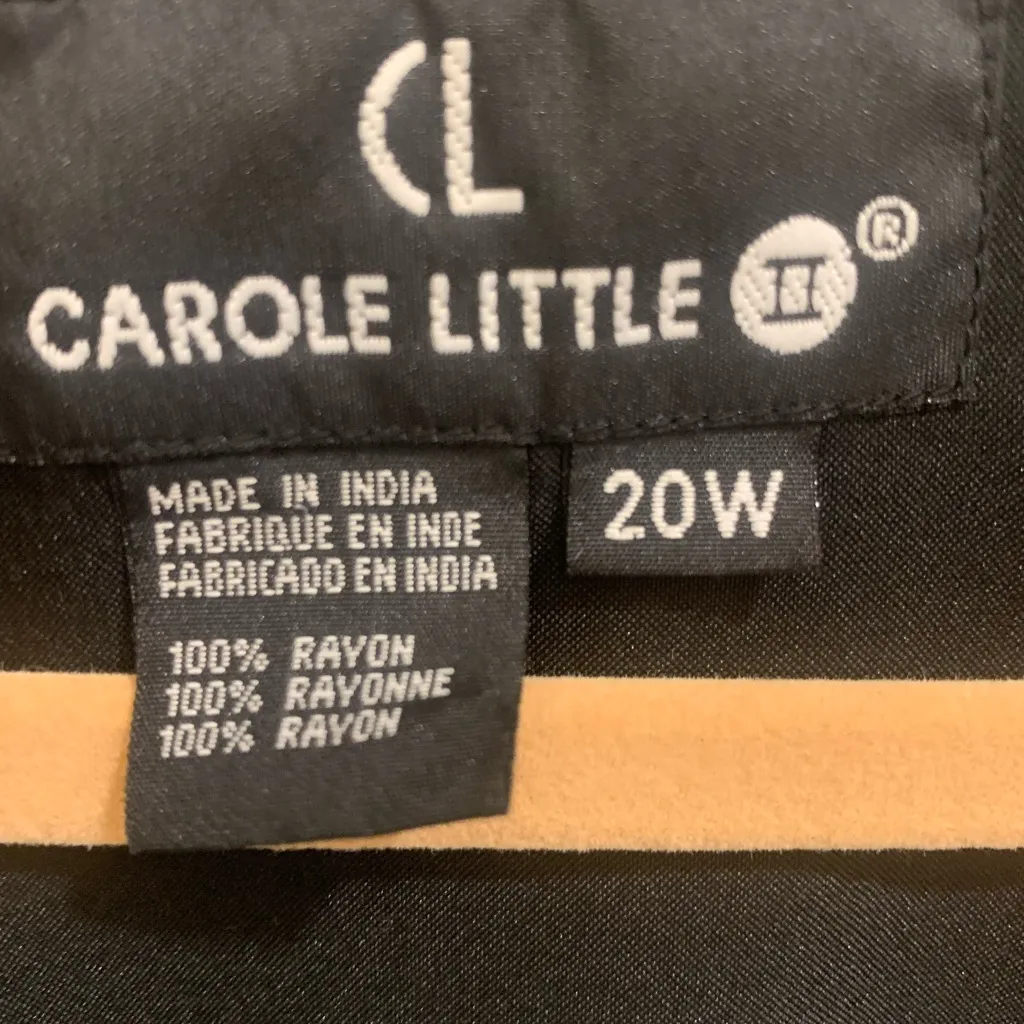 CL
CAROLE LITTLE II ®
MADE IN INDIA
FABRIQUE EN INDE
FABRICADO EN INDIA
20W
100% RAYON
100% RAYONNE
100% RAYON